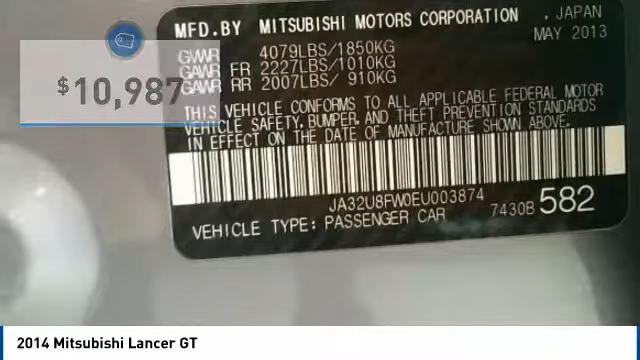 MFD.BY MITSUBISHI MOTORS CORPORATION , JAPAN
MAY 2013
GVWR 4079LBS/1850KG
GAWR FR 2227LBS/1010KG
GAWR RR 2007LBS/ 910KG
$10,987
THIS VEHICLE CONFORMS TO ALL APPLICABLE FEDERAL MOTOR
VEHICLE SAFETY, BUMPER, AND THEFT PREVENTION STANDARDS
IN EFFECT ON THE DATE OF MANUFACTURE SHOWN ABOVE.
JA32U8FW0EU003874
VEHICLE TYPE: PASSENGER CAR 7430B 582
2014 Mitsubishi Lancer GT